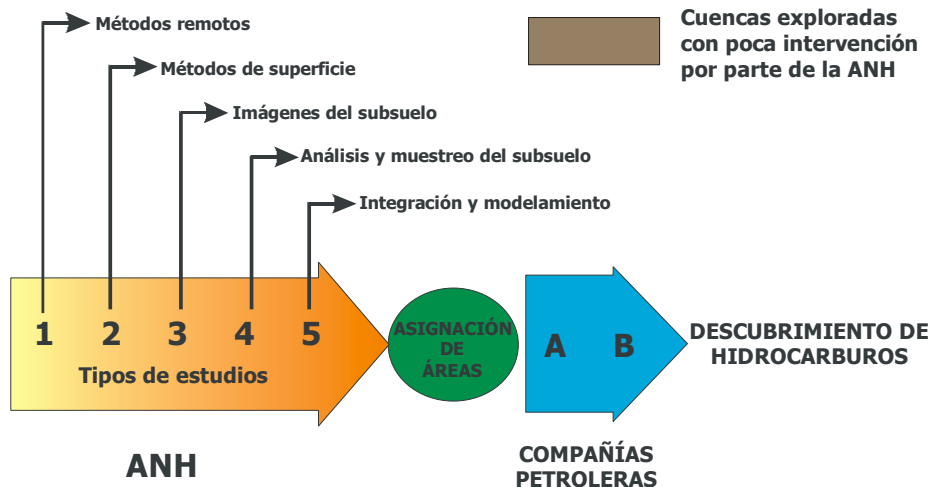 Métodos remotos
Métodos de superficie
Imágenes del subsuelo
Análisis y muestreo del subsuelo
Integración y modelamiento
Cuencas exploradas
con poca intervención
por parte de la ANH
1 2 3 4 5
Tipos de estudios
ANH
ASIGNACIÓN
DE
ÁREAS
A B
COMPAÑÍAS
PETROLERAS
DESCUBRIMIENTO DE
HIDROCARBUROS